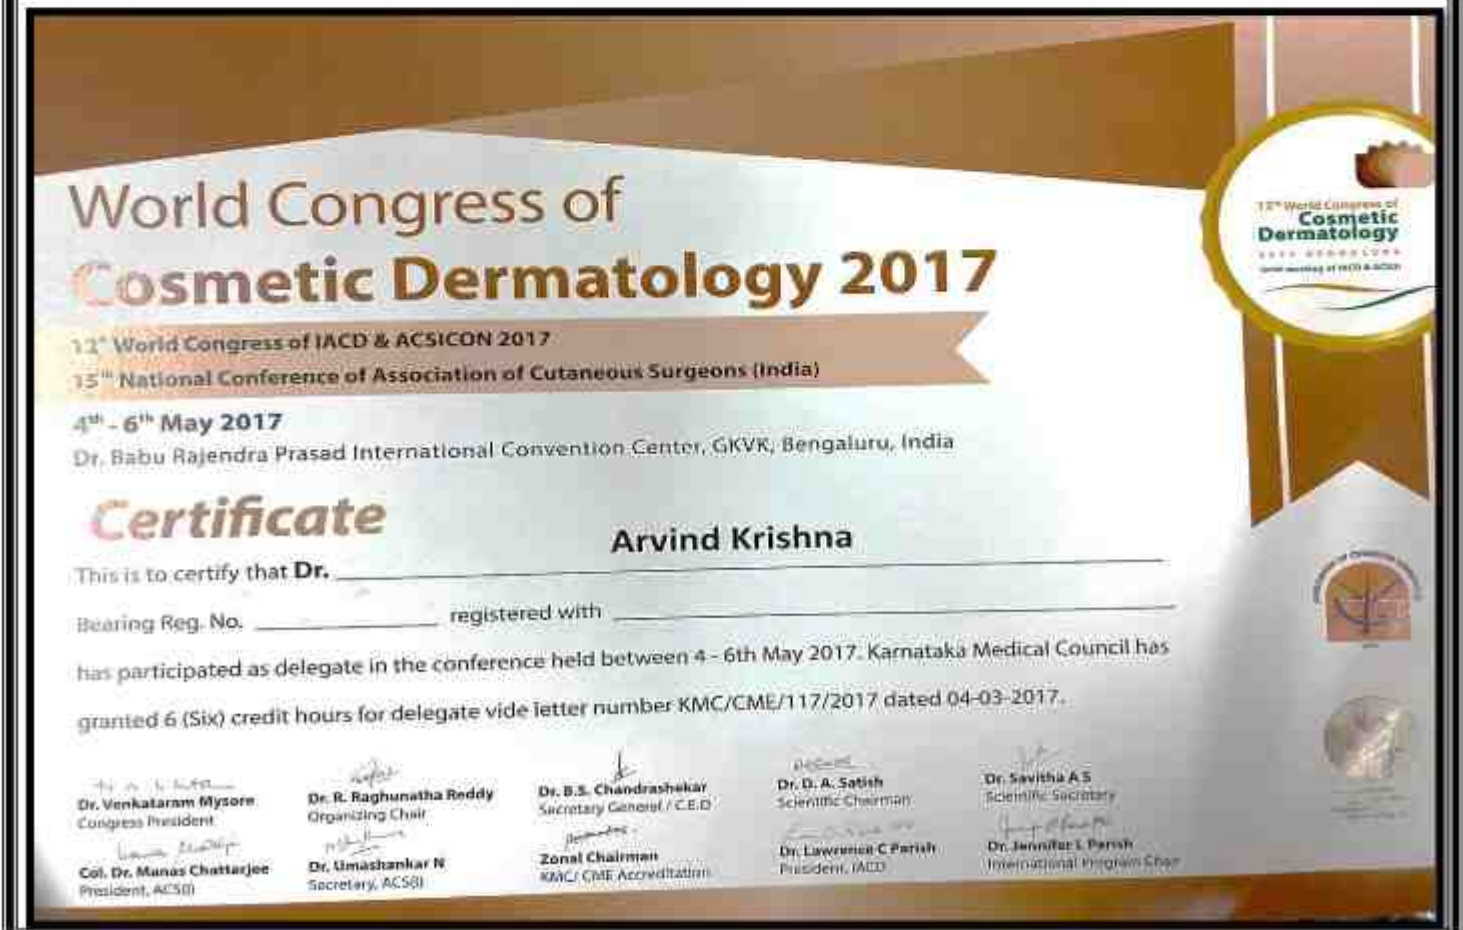 World Congress of
Cosmetic Dermatology 2017
12th World Congress of IACD & ACSICON 2017
15th National Conference of Association of Cutaneous Surgeons (India)
4th - 6th May 2017
Dr. Babu Rajendra Prasad International Convention Center, GKVK, Bengaluru, India
Certificate
This is to certify that Dr. Arvind Krishna
Bearing Reg. No. registered with
has participated as delegate in the conference held between 4 - 6th May 2017. Karnataka Medical Council has
granted 6 (Six) credit hours for delegate vide letter number KMC/CME/117/2017 dated 04-03-2017.
Dr. Venkataram Mysore
Congress President
Dr. R. Raghunatha Reddy
Organizing Chair
Dr. B.S. Chandrashekar
Secretary General / C.E.O
Dr. D. A. Satish
Scientific Chairman
Dr. Savitha A S
Scientific Secretary
Col. Dr. Manas Chatterjee
President, ACS(I)
Dr. Umashankar N
Secretary, ACS(I)
Zonal Chairman
KMC/ CME Accreditation
Dr. Lawrence C Parish
President, IACD
Dr. Jennifer L Parish
International Program Chair
World Congress of
Cosmetic
Dermatology